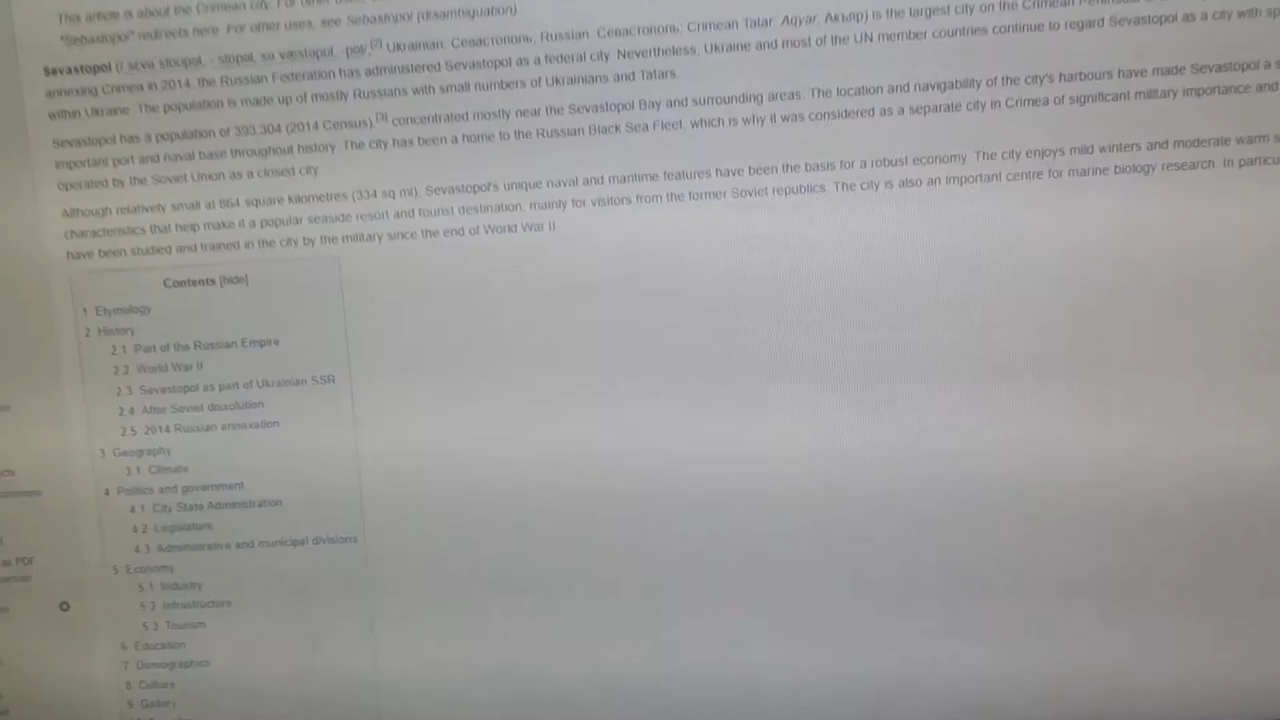 This article is about the Crimean city. For other uses,
"Sebastopol" redirects here. For other uses, see Sebastopol (disambiguation)
Sevastopol Ukrainian: Севастополь; Russian: Севастополь; Crimean Tatar: Aqyar, Акъяр) is the largest city on the Crimean
annexing Crimea in 2014, the Russian Federation has administered Sevastopol as a federal city. Nevertheless, Ukraine and most of the UN member countries continue to regard Sevastopol as a city with
within Ukraine. The population is made up of mostly Russians with small numbers of Ukrainians and Tatars.
Sevastopol has a population of 393,304 (2014 Census),[3] concentrated mostly near the Sevastopol Bay and surrounding areas. The location and navigability of the city's harbours have made Sevastopol a
important port and naval base throughout history. The city has been a home to the Russian Black Sea Fleet, which is why it was considered as a separate city in Crimea of significant military importance and
operated by the Soviet Union as a closed city.
Although relatively small at 864 square kilometres (334 sq mi), Sevastopol's unique naval and maritime features have been the basis for a robust economy. The city enjoys mild winters and moderate warm
characteristics that help make it a popular seaside resort and tourist destination, mainly for visitors from the former Soviet republics. The city is also an important centre for marine biology research. In
have been studied and trained in the city by the military since the end of World War II.
Contents [hide]
1 Etymology
2 History
2.1 Part of the Russian Empire
2.2 World War II
2.3 Sevastopol as part of Ukrainian SSR
2.4 After Soviet dissolution
2.5 2014 Russian annexation
3 Geography
3.1 Climate
4 Politics and government
4.1 City State Administration
4.2 Legislature
4.3 Administrative and municipal divisions
5 Economy
as PDF
5.1 Industry
5.2 Infrastructure
5.3 Tourism
6 Education
7 Demographics
8 Culture
9 Gallery